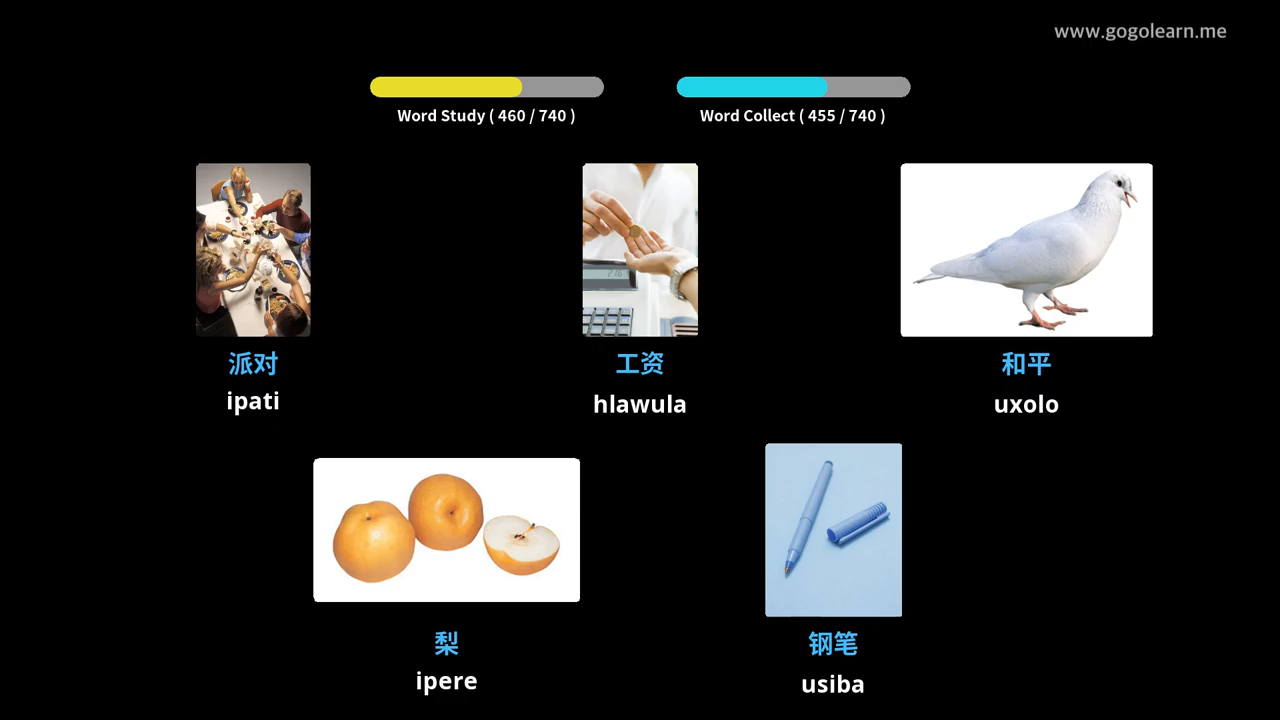 www.gogolearn.me
Word Study ( 460 / 740 )
Word Collect ( 455 / 740 )
派对
ipati
工资
hlawula
和平
uxolo
梨
ipere
钢笔
usiba